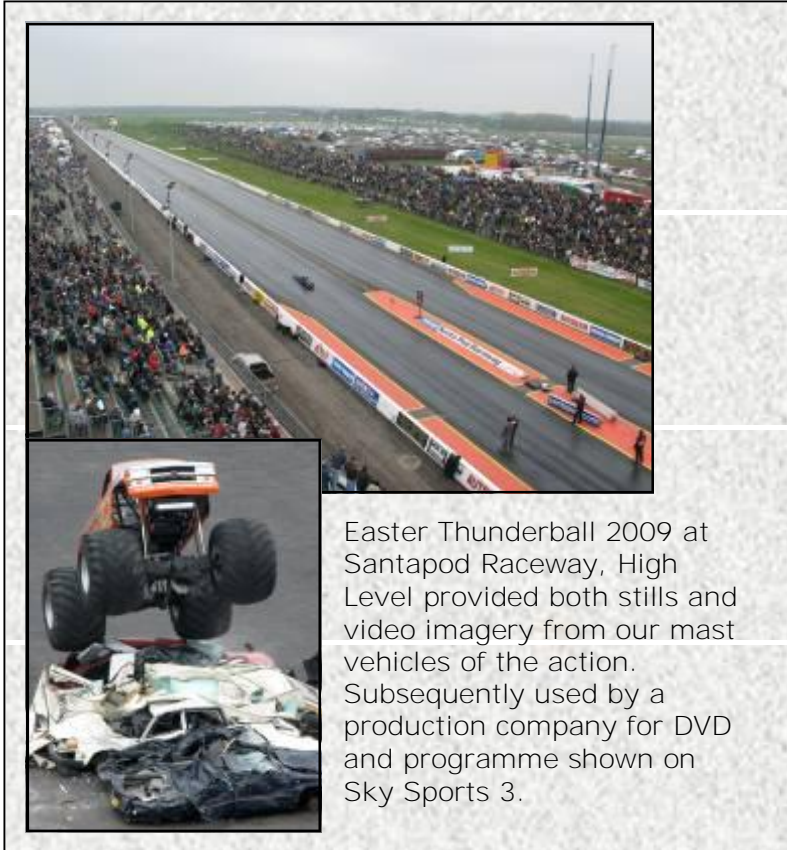 Easter Thunderball 2009 at
Santapod Raceway, High
Level provided both stills and
video imagery from our mast
vehicles of the action.
Subsequently used by a
production company for DVD
and programme shown on
Sky Sports 3.